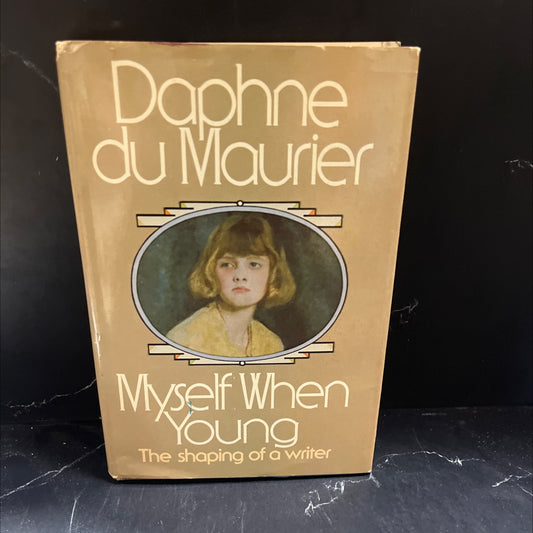 Daphne
du Maurier
Myself When
Young
The shaping of a writer